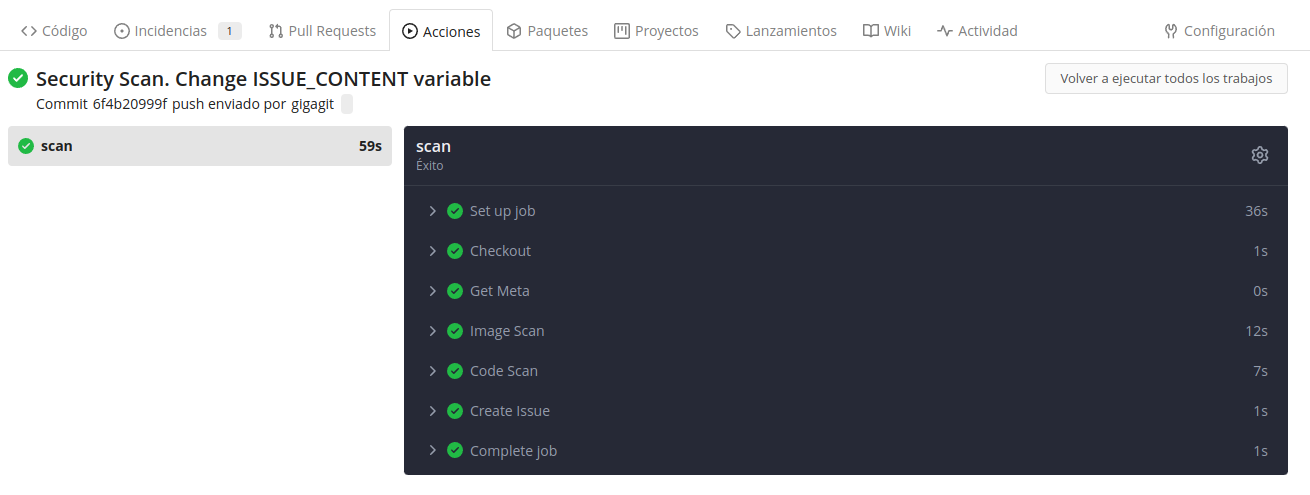 Código Incidencias 1 Pull Requests Acciones Paquetes Proyectos Lanzamientos Wiki Actividad Configuración
Security Scan. Change ISSUE_CONTENT variable
Volver a ejecutar todos los trabajos
Commit 6f4b20999f push enviado por gigagit
scan 59s
scan
Éxito
Set up job 36s
Checkout 1s
Get Meta 0s
Image Scan 12s
Code Scan 7s
Create Issue 1s
Complete job 1s